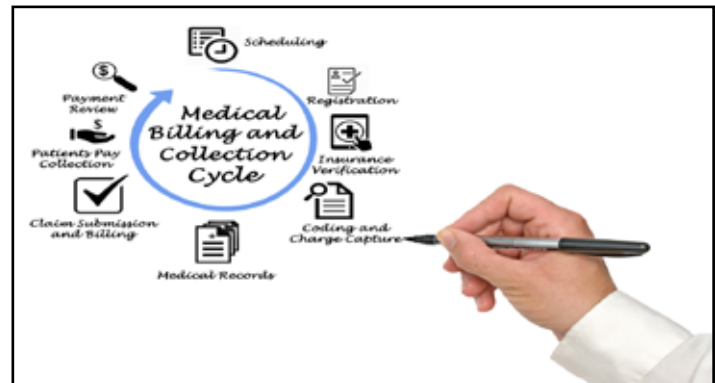 Scheduling
Registration
Insurance
Verification
Coding and
Charge Capture
Medical Records
Claim Submission
and Billing
Patients Pay
Collection
Payment
Review
Medical
Billing and
Collection
Cycle
$
$